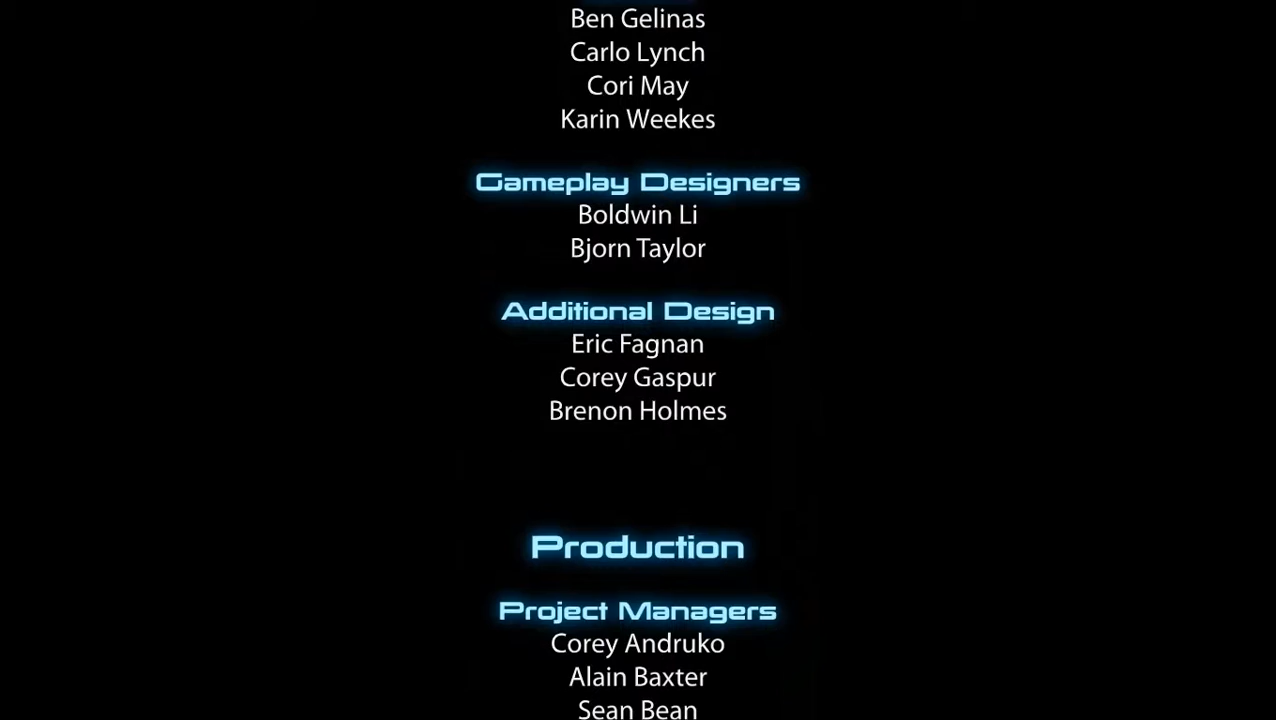 Ben Gelinas
Carlo Lynch
Cori May
Karin Weekes
Gameplay Designers
Boldwin Li
Bjorn Taylor
Additional Design
Eric Fagnan
Corey Gaspur
Brenon Holmes
Production
Project Managers
Corey Andruko
Alain Baxter
Sean Bean